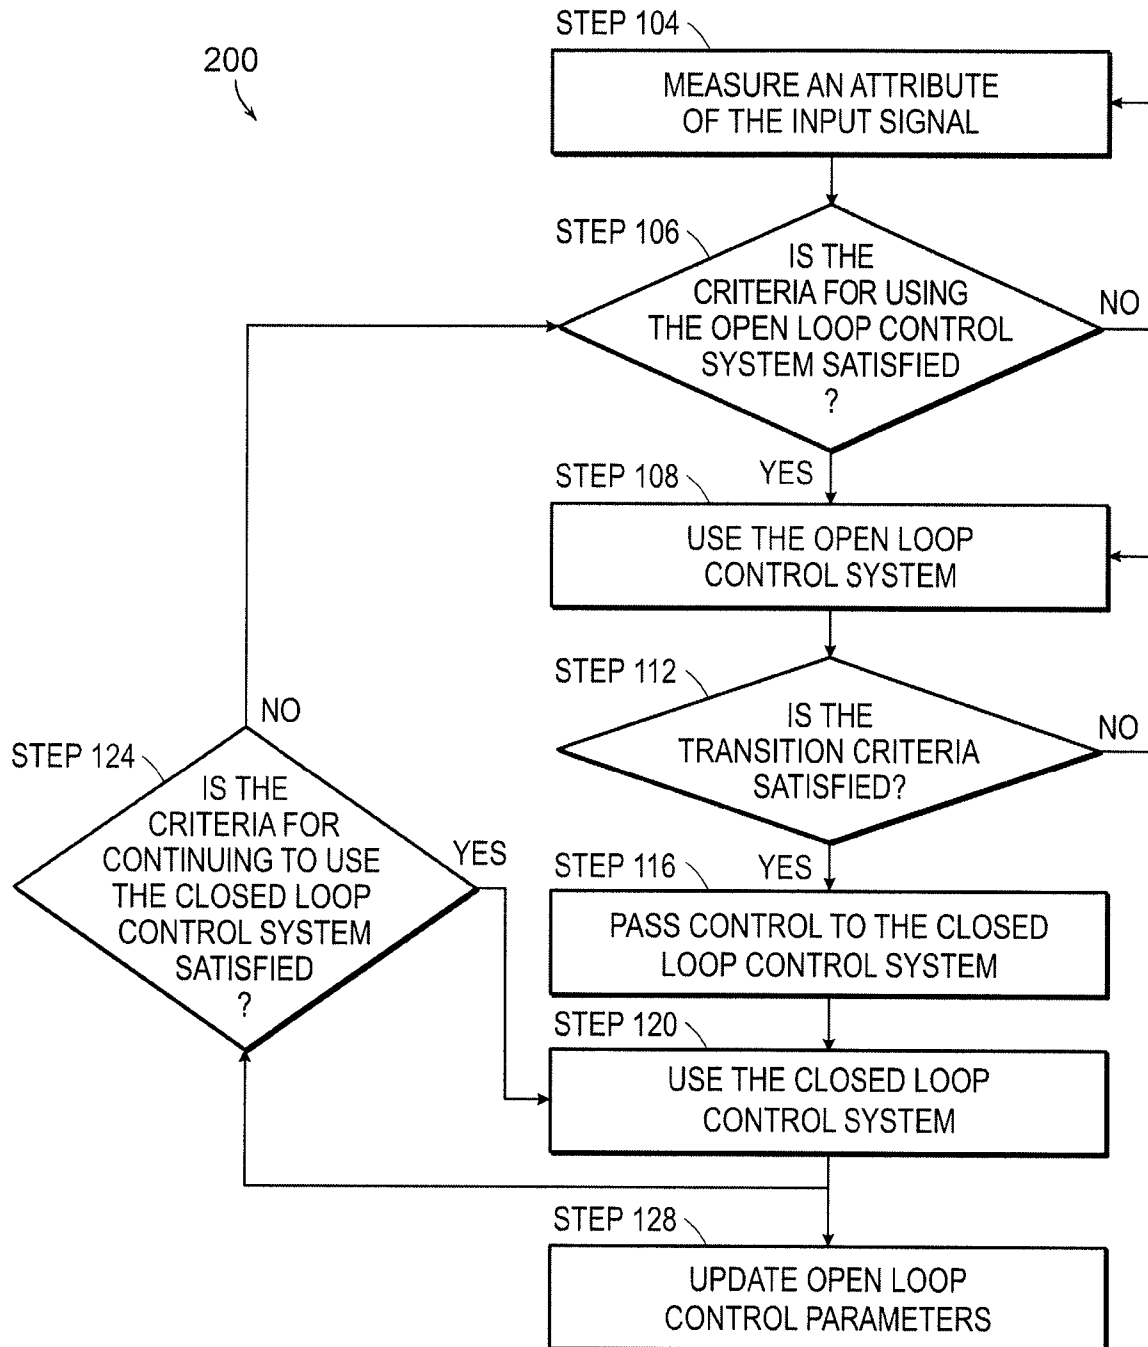 200
STEP 104
MEASURE AN ATTRIBUTE
OF THE INPUT SIGNAL
STEP 106
IS THE
CRITERIA FOR USING
THE OPEN LOOP CONTROL
SYSTEM SATISFIED
?
NO
YES
STEP 108
USE THE OPEN LOOP
CONTROL SYSTEM
STEP 112
IS THE
TRANSITION CRITERIA
SATISFIED?
NO
YES
STEP 116
PASS CONTROL TO THE CLOSED
LOOP CONTROL SYSTEM
STEP 120
USE THE CLOSED LOOP
CONTROL SYSTEM
STEP 124
NO
IS THE
CRITERIA FOR
CONTINUING TO USE
THE CLOSED LOOP
CONTROL SYSTEM
SATISFIED
?
YES
STEP 128
UPDATE OPEN LOOP
CONTROL PARAMETERS